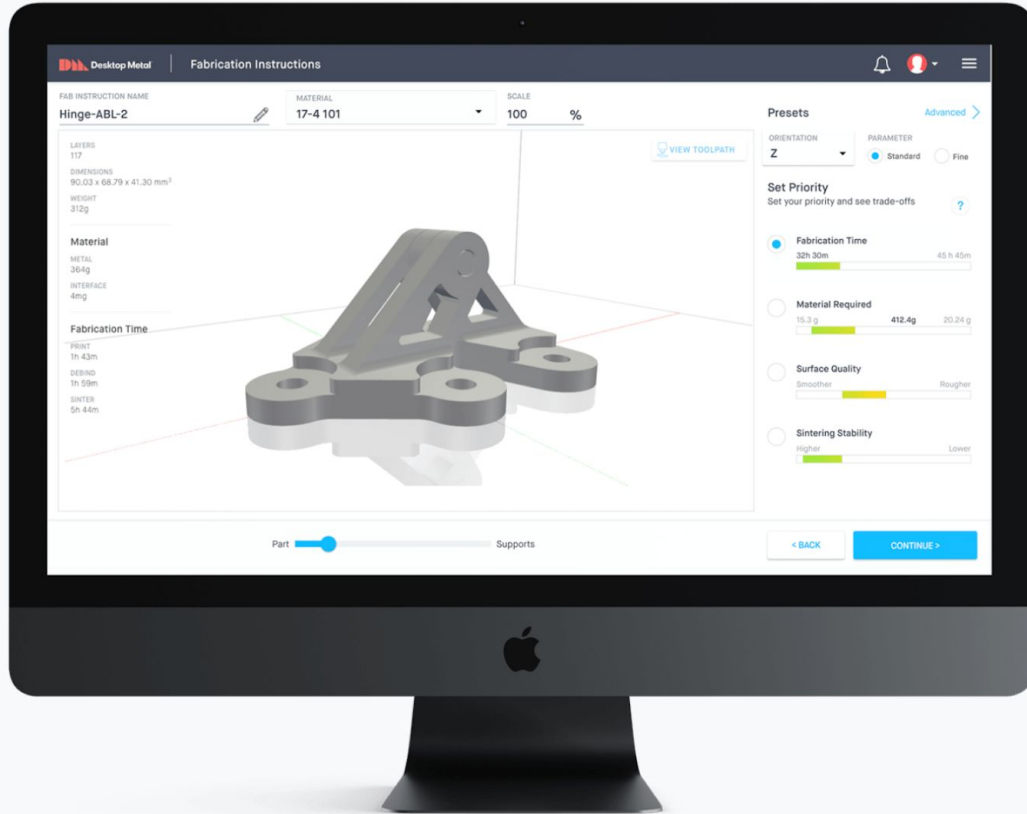 Desktop Metal
Fabrication Instructions
FAB INSTRUCTION NAME
Hinge-ABL-2
MATERIAL
17-4 101
SCALE
100 %
LAYERS
117
DIMENSIONS
90.03 x 68.79 x 41.30 mm³
WEIGHT
312g
Material
METAL
364g
INTERFACE
4mg
Fabrication Time
PRINT
1h 43m
DEBIND
1h 59m
SINTER
5h 44m
VIEW TOOLPATH
Part
Supports
Presets
Advanced
ORIENTATION
Z
PARAMETER
Standard
Fine
Set Priority
Set your priority and see trade-offs
?
Fabrication Time
32h 30m 45 h 45m
Material Required
15.3 g 412.4g 20.24 g
Surface Quality
Smoother Rougher
Sintering Stability
Higher Lower
< BACK
CONTINUE >